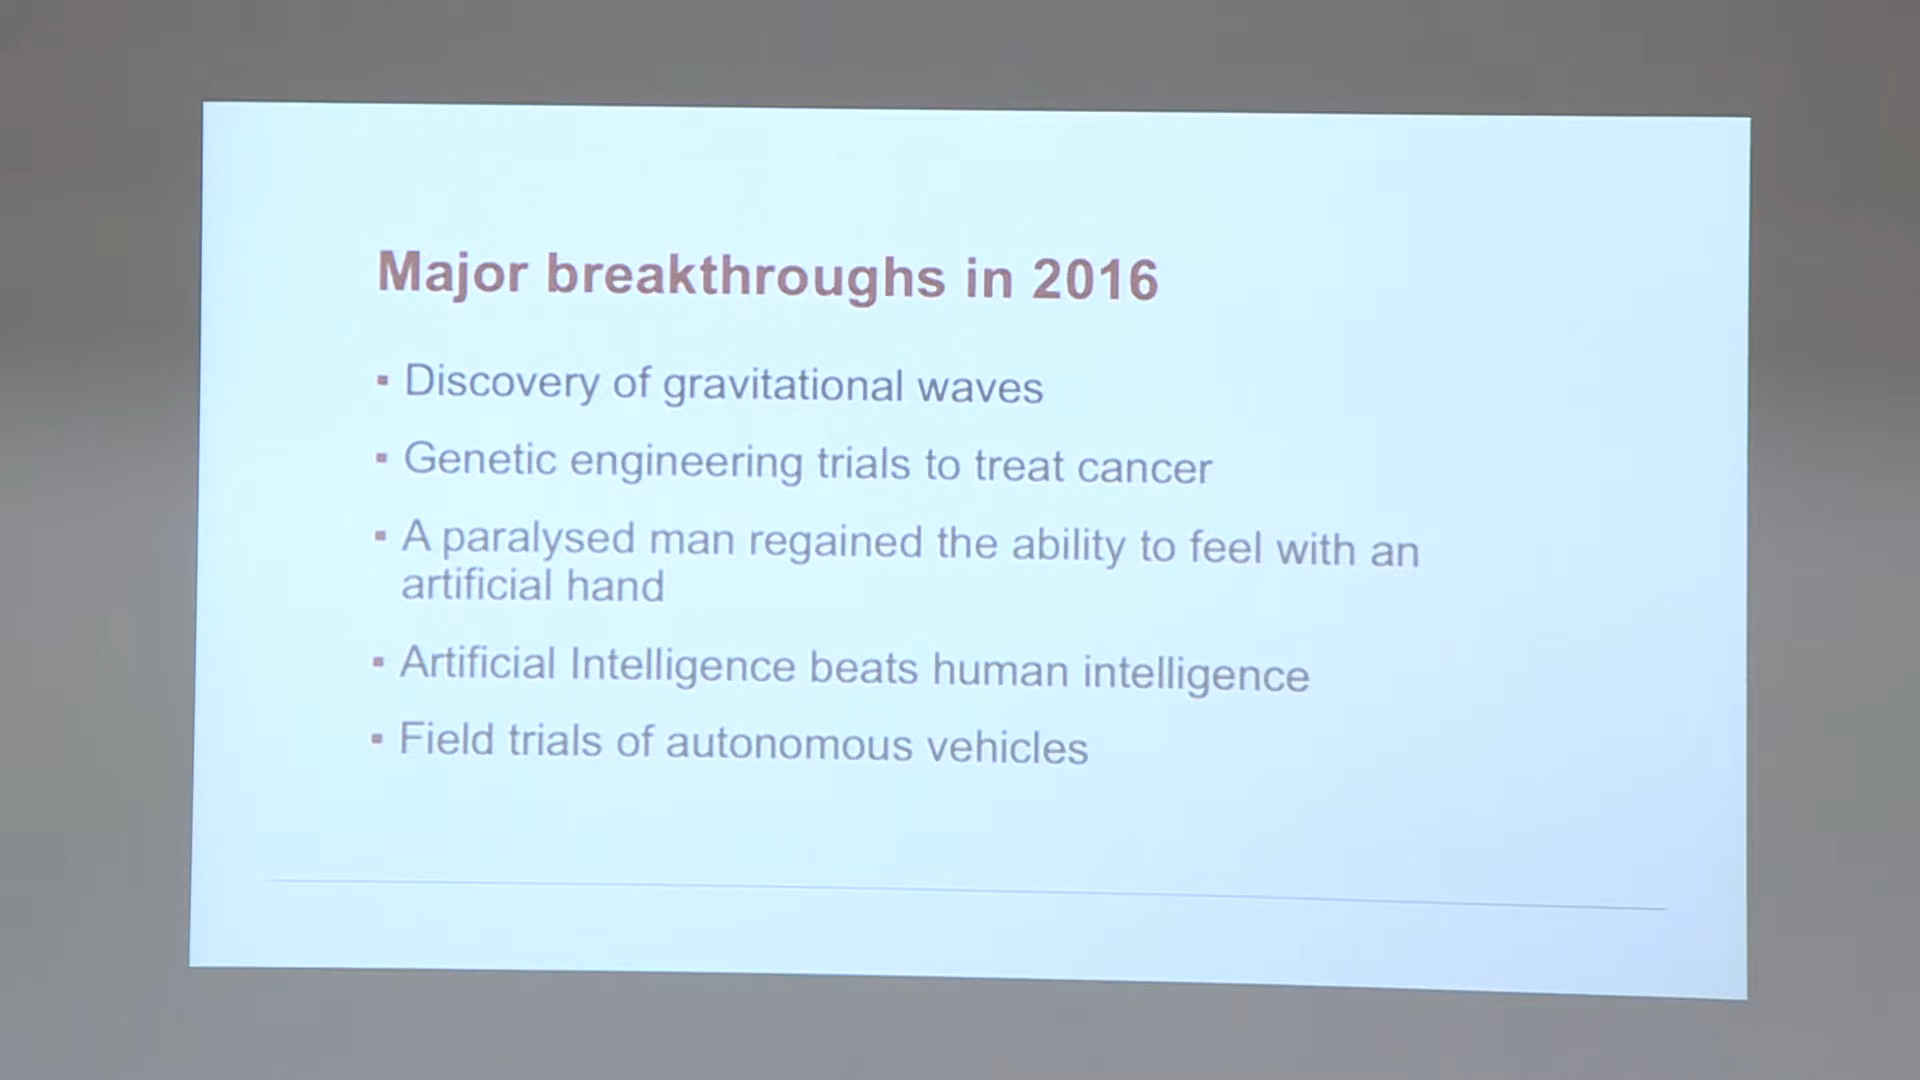 Major breakthroughs in 2016
▪ Discovery of gravitational waves
▪ Genetic engineering trials to treat cancer
▪ A paralysed man regained the ability to feel with an
artificial hand
▪ Artificial Intelligence beats human intelligence
▪ Field trials of autonomous vehicles